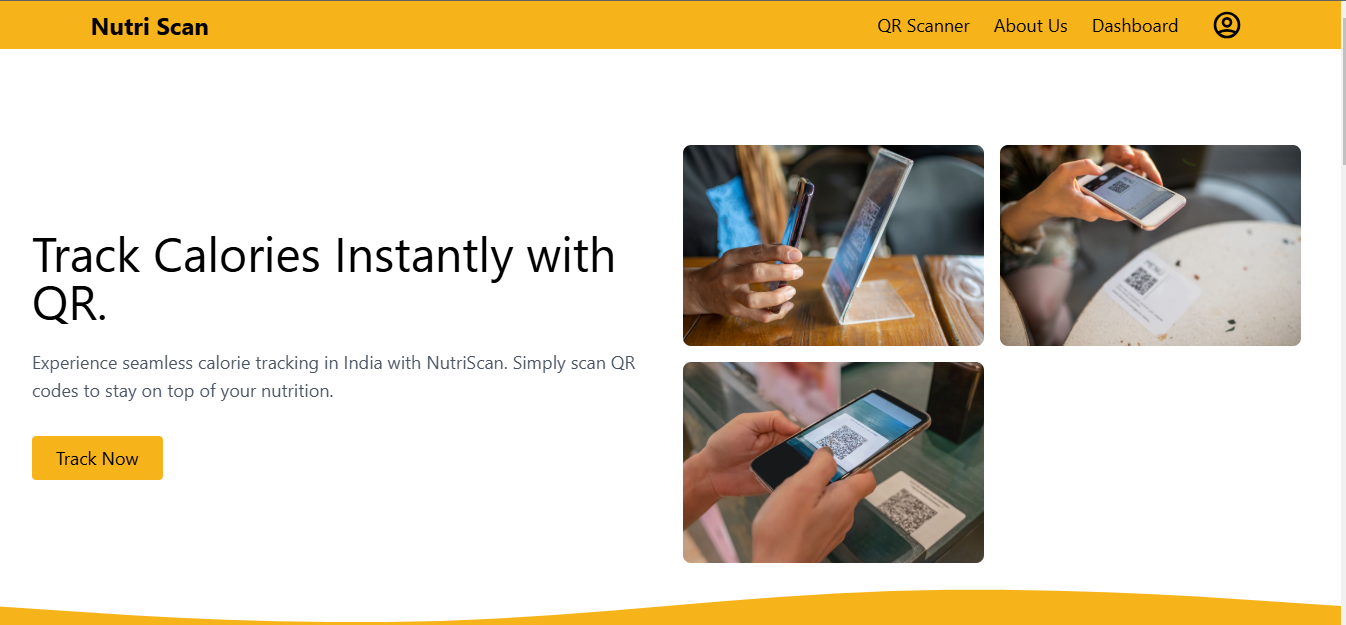 Nutri Scan
QR Scanner About Us Dashboard
Track Calories Instantly with
QR.
Experience seamless calorie tracking in India with NutriScan. Simply scan QR
codes to stay on top of your nutrition.
Track Now
MENU
MENU